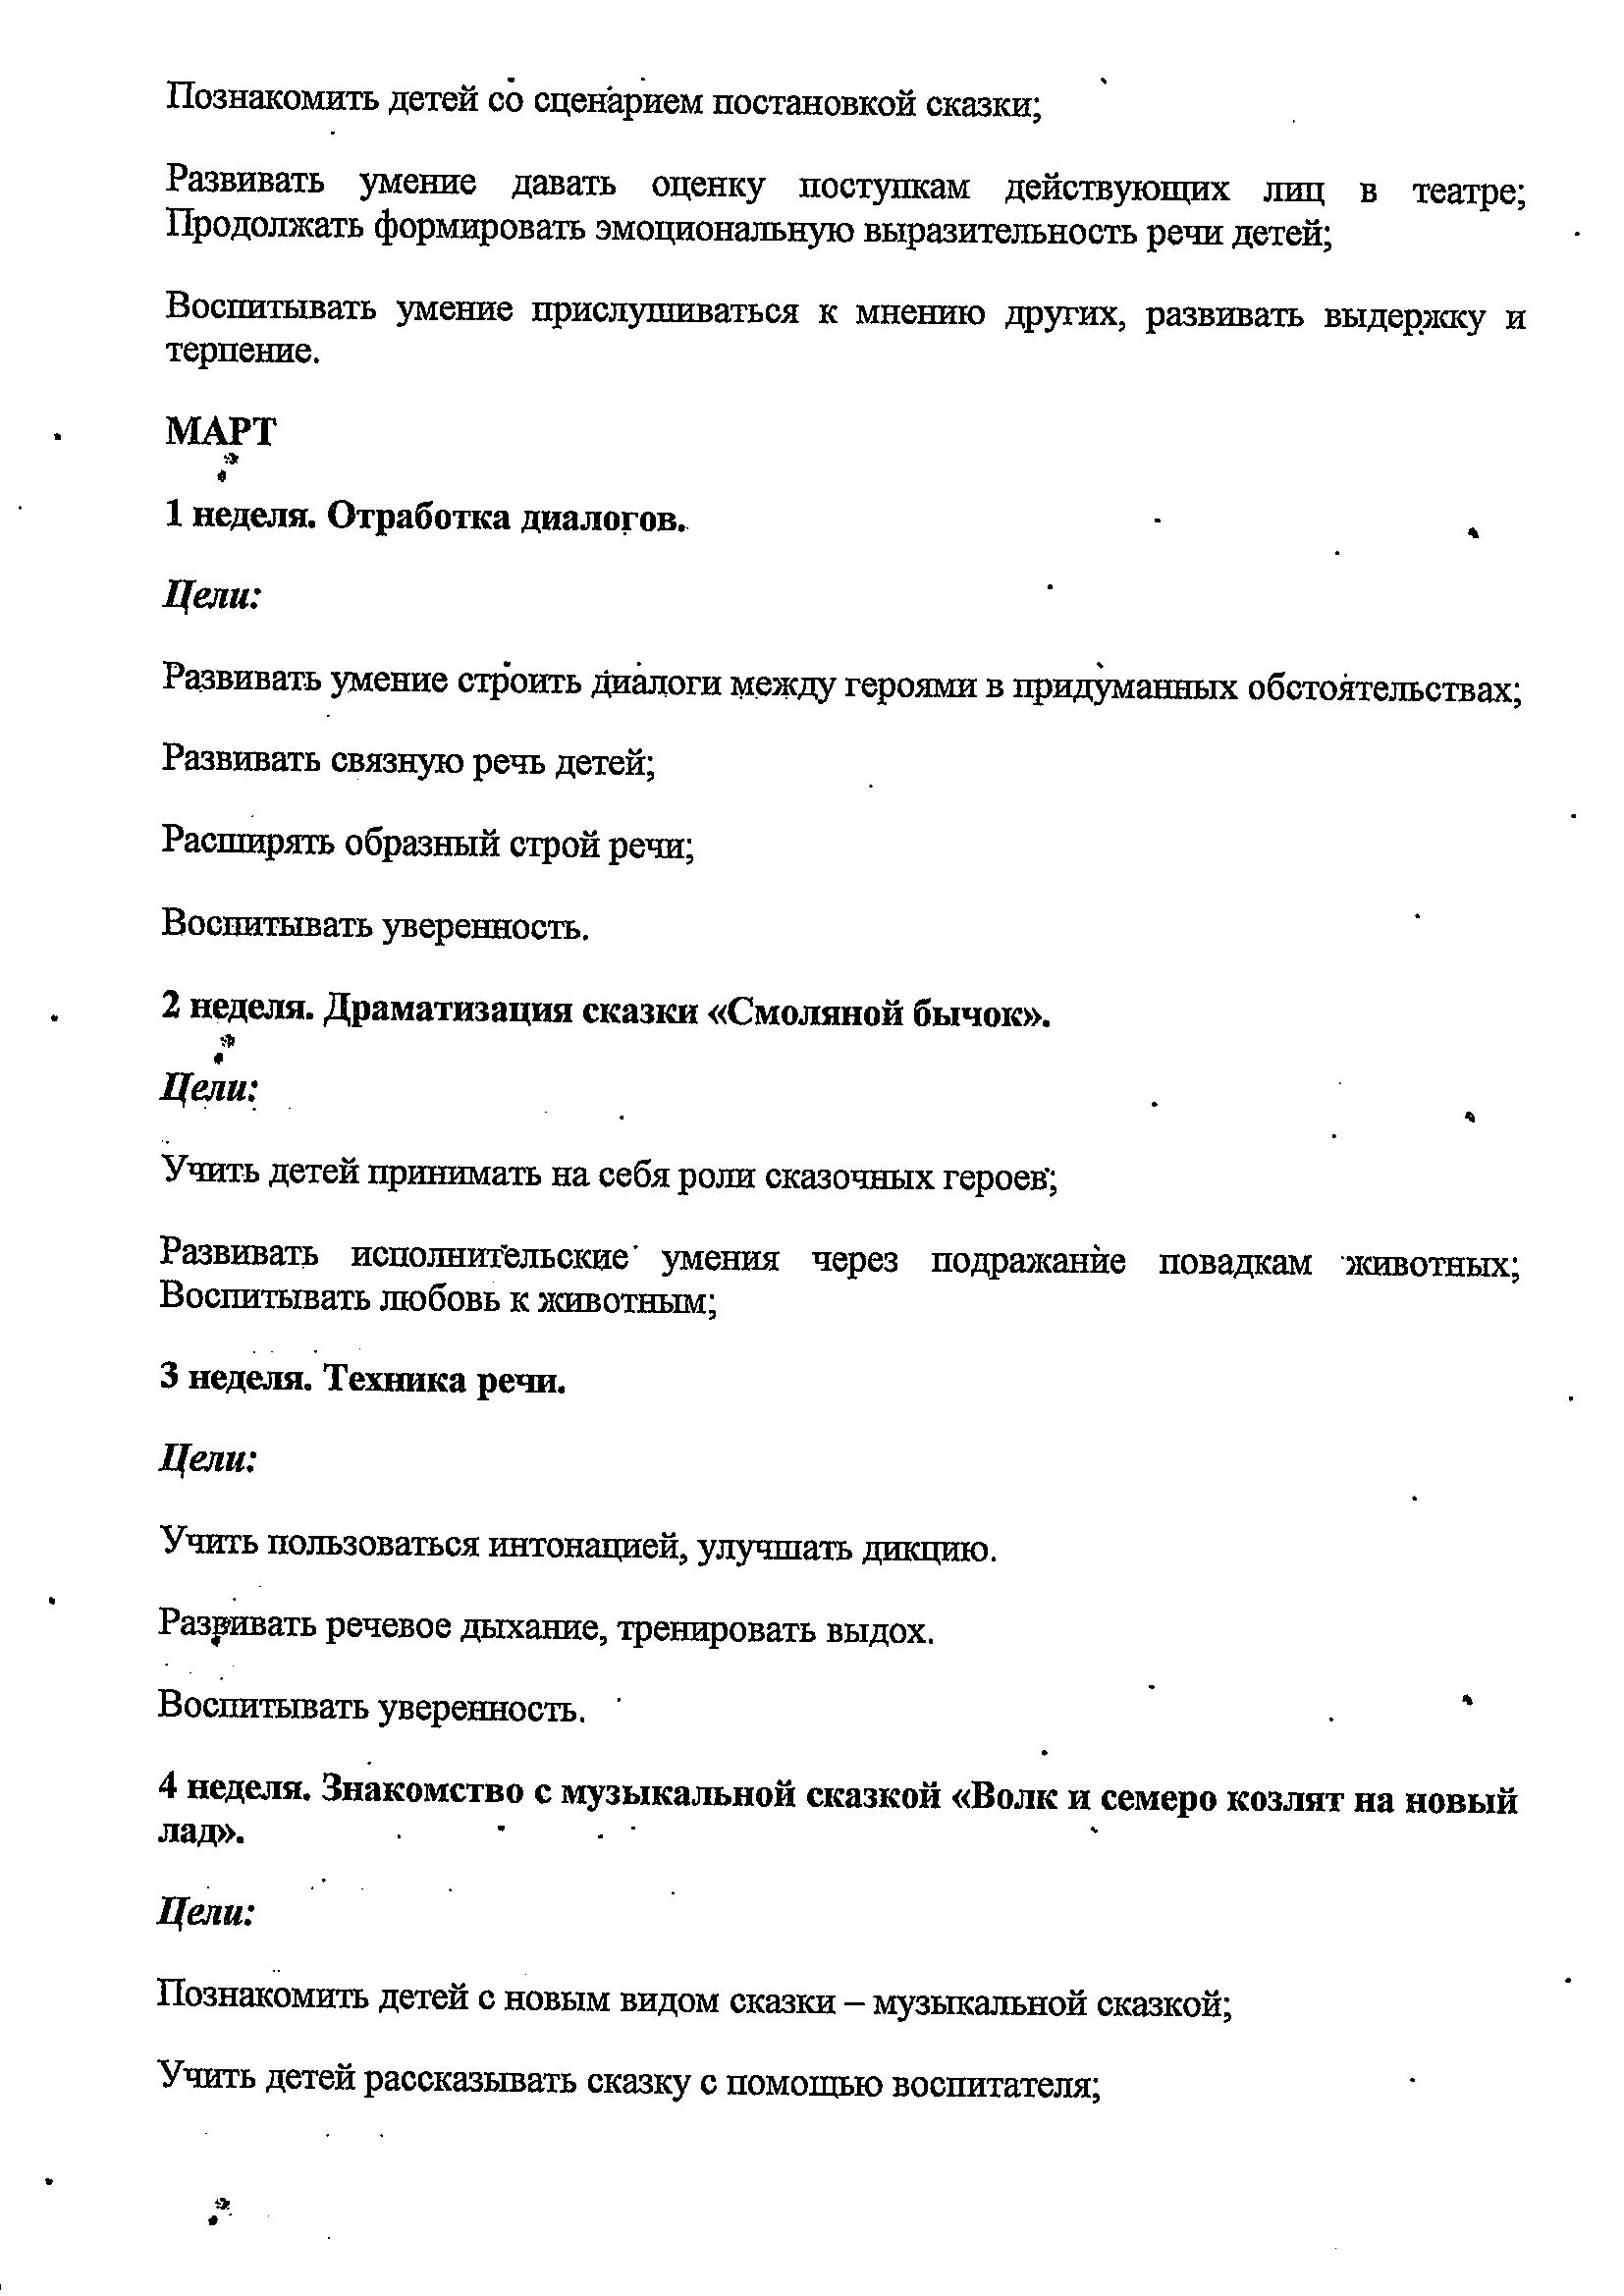 Познакомить детей со сценарием постановкой сказки;
Развивать умение давать оценку поступкам действующих лиц в театре;
Продолжать формировать эмоциональную выразительность речи детей;
Воспитывать умение прислушиваться к мнению других, развивать выдержку и
терпение.
МАРТ
1 неделя. Отработка диалогов.
Цели:
Развивать умение строить диалоги между героями в придуманных обстоятельствах;
Развивать связную речь детей;
Расширять образный строй речи;
Воспитывать уверенность.
2 неделя. Драматизация сказки «Смоляной бычок».
Цели:
Учить детей принимать на себя роли сказочных героев;
Развивать исполнительские умения через подражание повадкам животных;
Воспитывать любовь к животным;
3 неделя. Техника речи.
Цели:
Учить пользоваться интонацией, улучшать дикцию.
Развивать речевое дыхание, тренировать выдох.
Воспитывать уверенность.
4 неделя. Знакомство с музыкальной сказкой «Волк и семеро козлят на новый
лад».
Цели:
Познакомить детей с новым видом сказки – музыкальной сказкой;
Учить детей рассказывать сказку с помощью воспитателя;